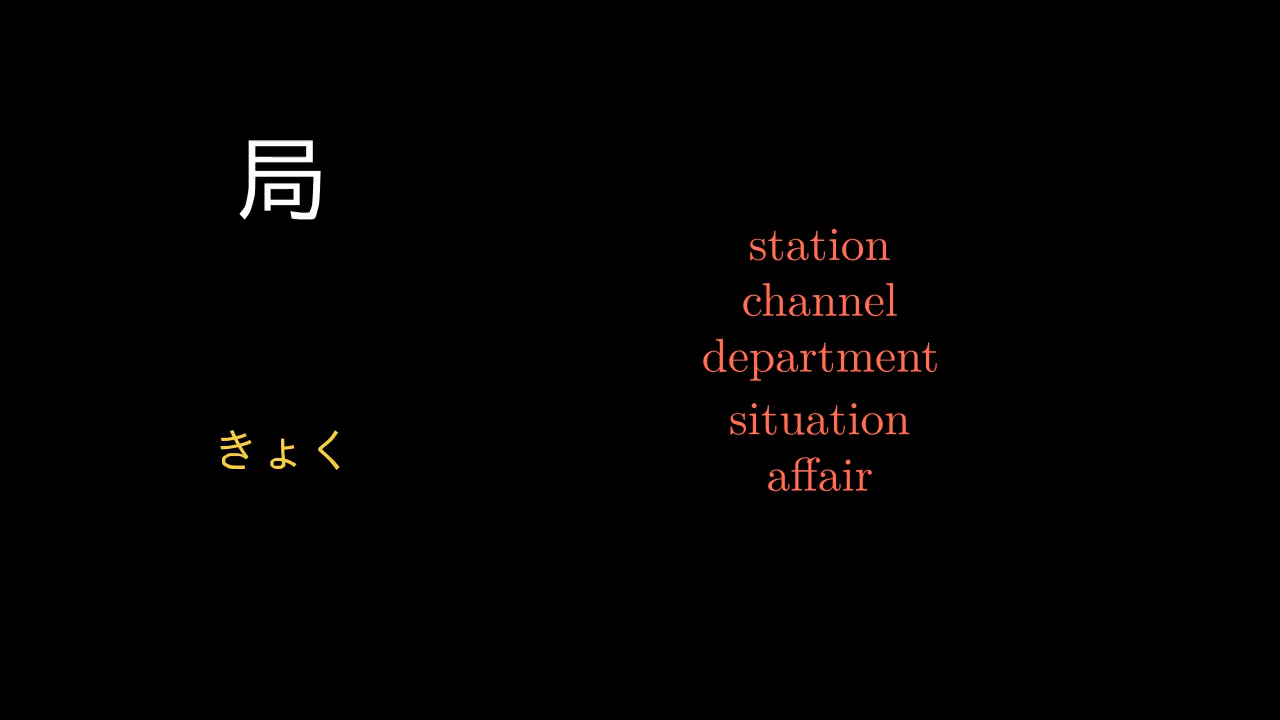 局
きょく
station
channel
department
situation
affair